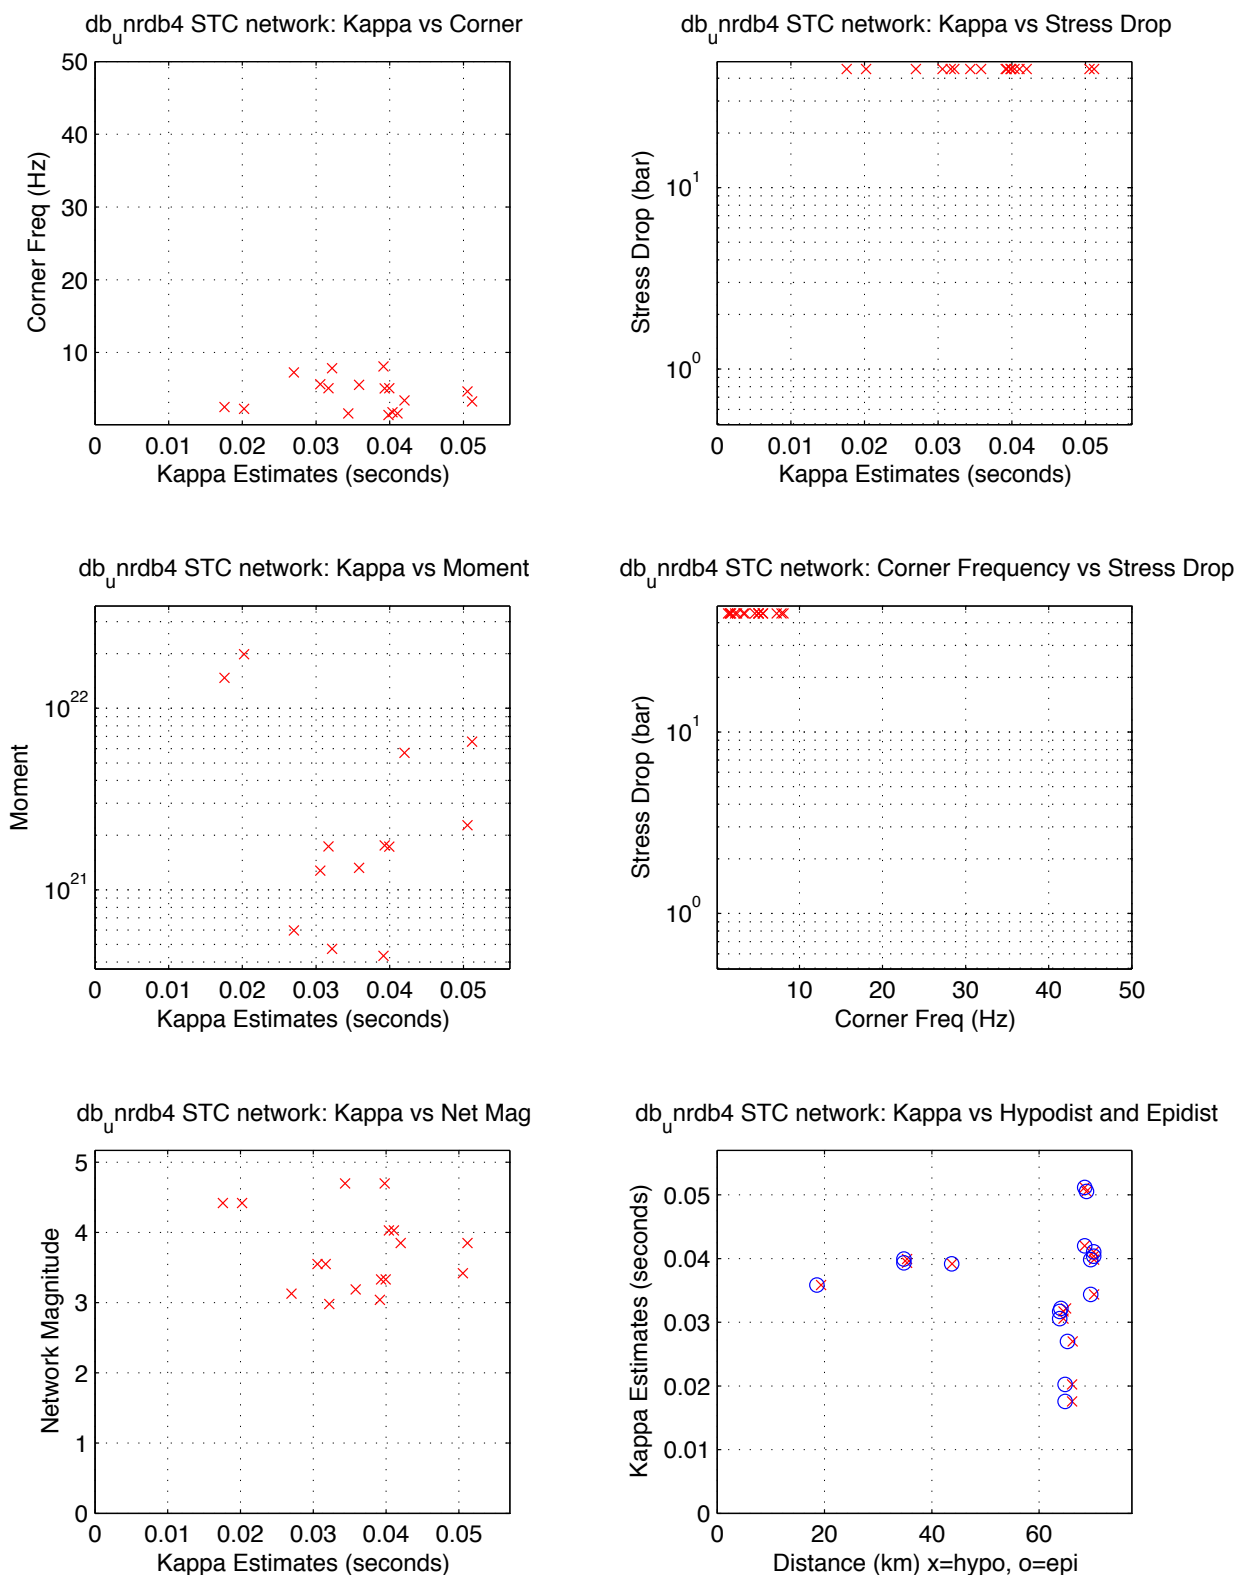 db_unrdb4 STC network: Kappa vs Corner
50
40
30
20
10
Corner Freq (Hz)
0 0.01 0.02 0.03 0.04 0.05
Kappa Estimates (seconds)
db_unrdb4 STC network: Kappa vs Stress Drop
10^1
10^0
Stress Drop (bar)
0 0.01 0.02 0.03 0.04 0.05
Kappa Estimates (seconds)
db_unrdb4 STC network: Kappa vs Moment
10^22
10^21
Moment
0 0.01 0.02 0.03 0.04 0.05
Kappa Estimates (seconds)
db_unrdb4 STC network: Corner Frequency vs Stress Drop
10^1
10^0
Stress Drop (bar)
10 20 30 40 50
Corner Freq (Hz)
db_unrdb4 STC network: Kappa vs Net Mag
5
4
3
2
1
0
Network Magnitude
0 0.01 0.02 0.03 0.04 0.05
Kappa Estimates (seconds)
db_unrdb4 STC network: Kappa vs Hypodist and Epidist
0.05
0.04
0.03
0.02
0.01
0
Kappa Estimates (seconds)
0 20 40 60
Distance (km) x=hypo, o=epi